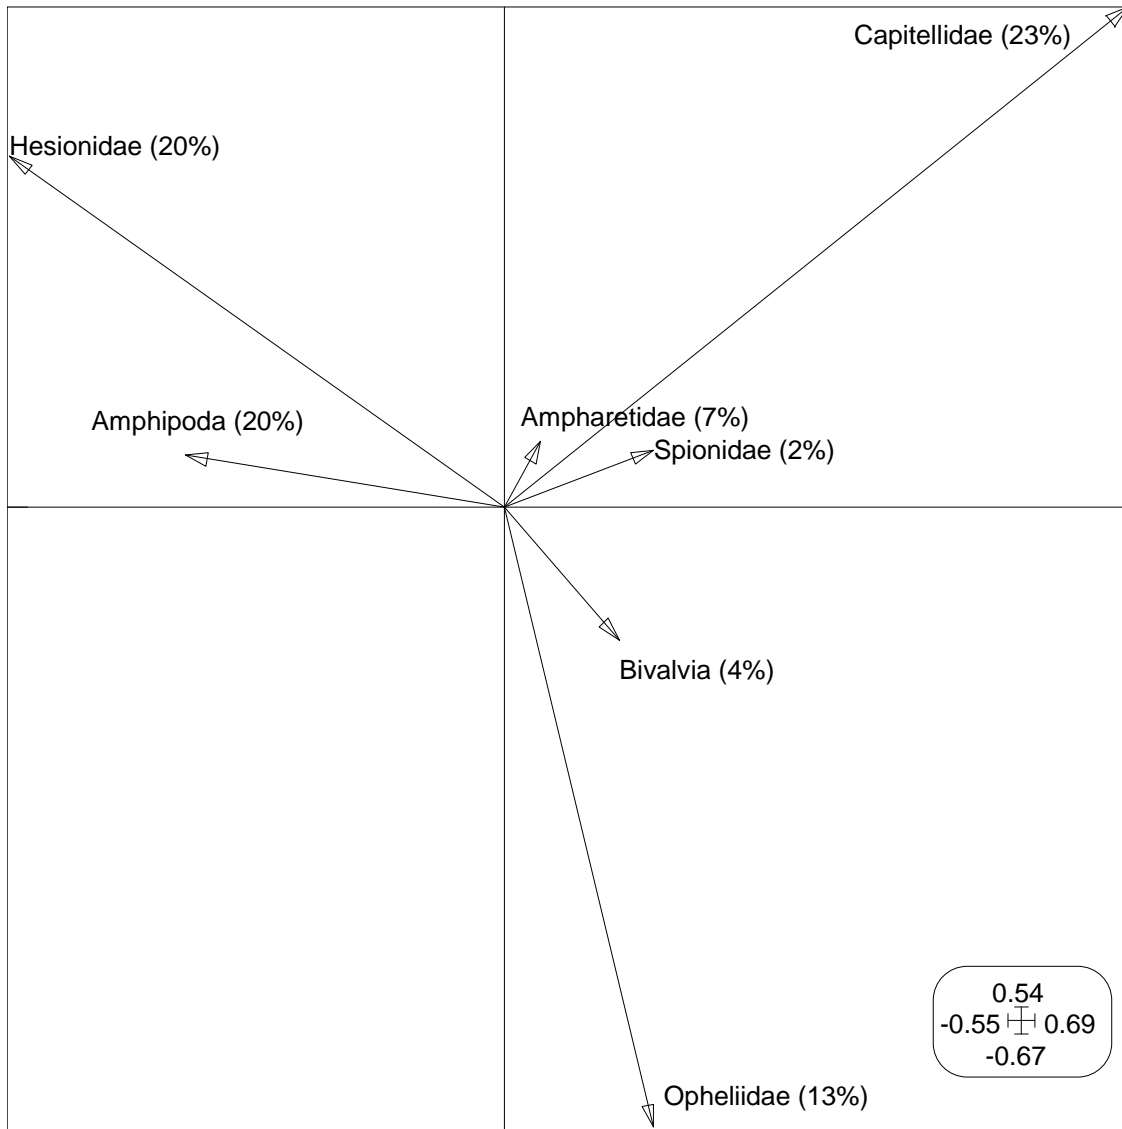 Capitellidae (23%)
Hesionidae (20%)
Amphipoda (20%)
Ampharetidae (7%)
Spionidae (2%)
Bivalvia (4%)
0.54
-0.55 0.69
-0.67
Opheliidae (13%)